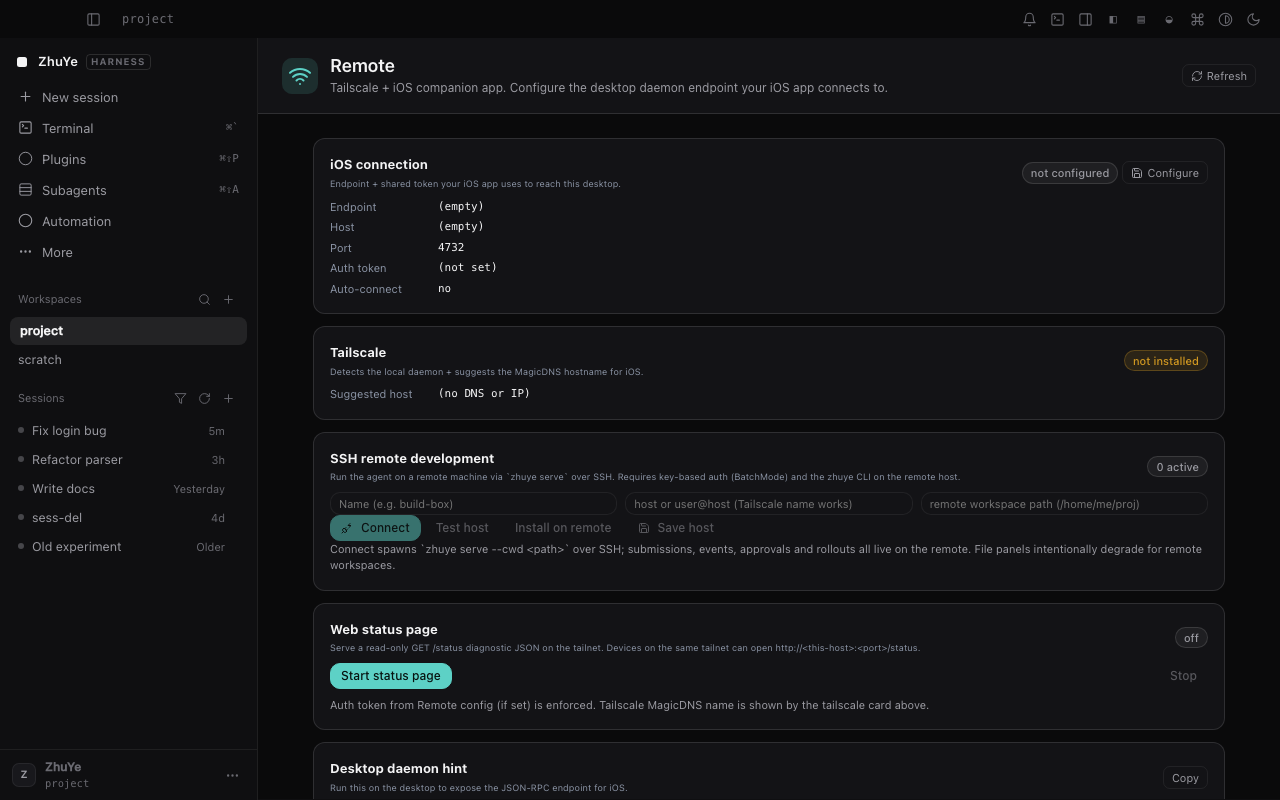 project
ZhuYe HARNESS
New session
Terminal ⌘`
Plugins ⌘⇧P
Subagents ⌘⇧A
Automation
More
Workspaces
project
scratch
Sessions
Fix login bug 5m
Refactor parser 3h
Write docs Yesterday
sess-del 4d
Old experiment Older
Z
ZhuYe
project
Remote
Tailscale + iOS companion app. Configure the desktop daemon endpoint your iOS app connects to.
Refresh
iOS connection
Endpoint + shared token your iOS app uses to reach this desktop.
not configured Configure
Endpoint (empty)
Host (empty)
Port 4732
Auth token (not set)
Auto-connect no
Tailscale
Detects the local daemon + suggests the MagicDNS hostname for iOS.
not installed
Suggested host (no DNS or IP)
SSH remote development
Run the agent on a remote machine via `zhuye serve` over SSH. Requires key-based auth (BatchMode) and the zhuye CLI on the remote host.
0 active
Name (e.g. build-box) host or user@host (Tailscale name works) remote workspace path (/home/me/proj)
Connect Test host Install on remote Save host
Connect spawns `zhuye serve --cwd <path>` over SSH; submissions, events, approvals and rollouts all live on the remote. File panels intentionally degrade for remote
workspaces.
Web status page
Serve a read-only GET /status diagnostic JSON on the tailnet. Devices on the same tailnet can open http://<this-host>:<port>/status.
off
Start status page Stop
Auth token from Remote config (if set) is enforced. Tailscale MagicDNS name is shown by the tailscale card above.
Desktop daemon hint
Run this on the desktop to expose the JSON-RPC endpoint for iOS.
Copy